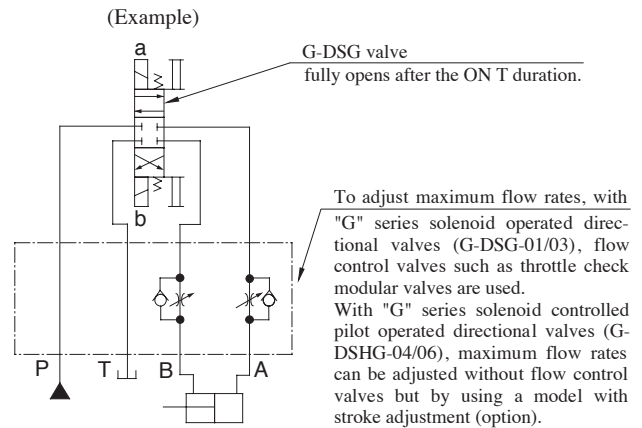 (Example)
a
G-DSG valve
fully opens after the ON T duration.
b
To adjust maximum flow rates, with
"G" series solenoid operated direc-
tional valves (G-DSG-01/03), flow
control valves such as throttle check
modular valves are used.
With "G" series solenoid controlled
pilot operated directional valves (G-
DSHG-04/06), maximum flow rates
can be adjusted without flow control
valves but by using a model with
stroke adjustment (option).
P T B A